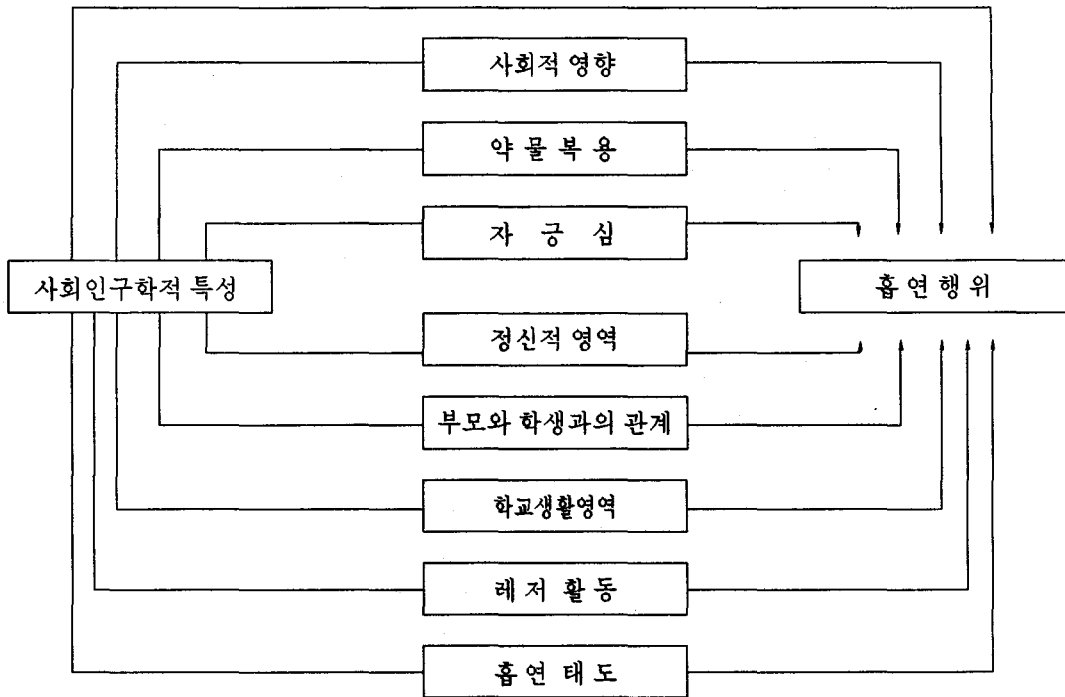 사회적 영향
약물복용
자긍심
사회인구학적 특성
흡연행위
정신적 영역
부모와 학생과의 관계
학교생활영역
레저 활동
흡연 태도